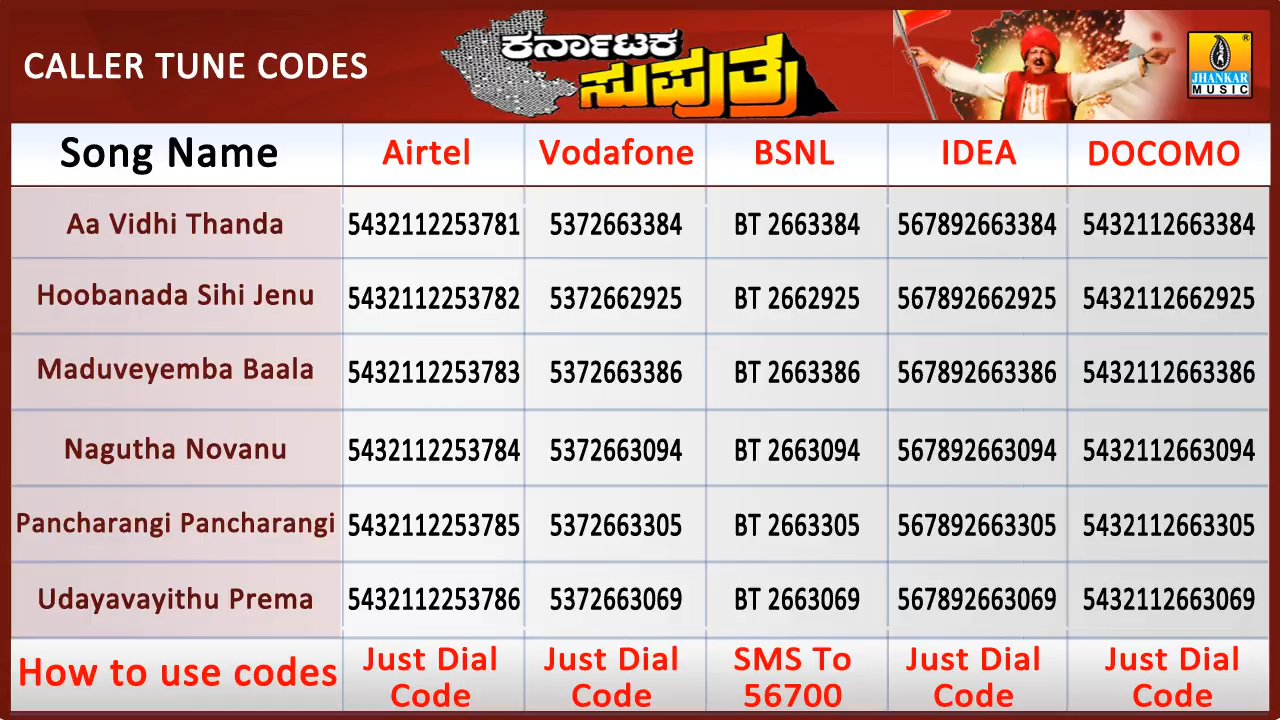 CALLER TUNE CODES
ಕರ್ನಾಟಕ
ಸುಪುತ್ರ
JHANKAR
MUSIC
®
Song Name Airtel Vodafone BSNL IDEA DOCOMO
Aa Vidhi Thanda 5432112253781 5372663384 BT 2663384 567892663384 5432112663384
Hoobanada Sihi Jenu 5432112253782 5372662925 BT 2662925 567892662925 5432112662925
Maduveyemba Baala 5432112253783 5372663386 BT 2663386 567892663386 5432112663386
Nagutha Novanu 5432112253784 5372663094 BT 2663094 567892663094 5432112663094
Pancharangi Pancharangi 5432112253785 5372663305 BT 2663305 567892663305 5432112663305
Udayavayithu Prema 5432112253786 5372663069 BT 2663069 567892663069 5432112663069
How to use codes Just Dial Just Dial SMS To Just Dial Just Dial
Code Code 56700 Code Code